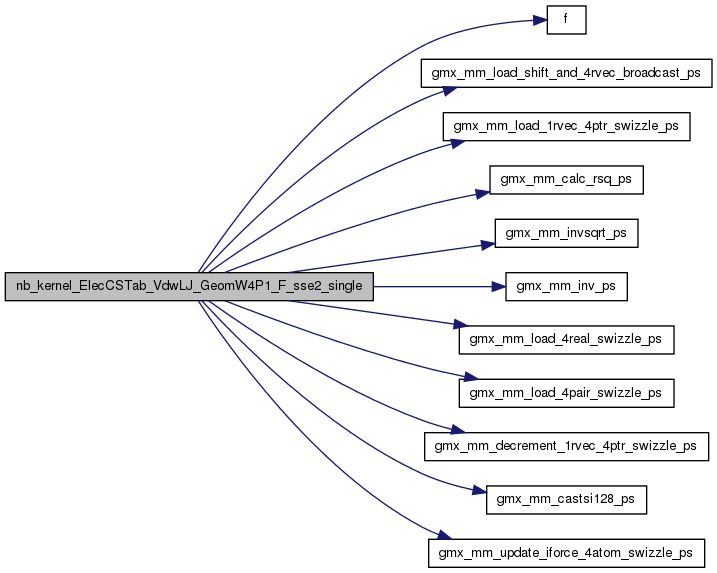 f
gmx_mm_load_shift_and_4rvec_broadcast_ps
gmx_mm_load_1rvec_4ptr_swizzle_ps
gmx_mm_calc_rsq_ps
gmx_mm_invsqrt_ps
nb_kernel_ElecCSTab_VdwLJ_GeomW4P1_F_sse2_single
gmx_mm_inv_ps
gmx_mm_load_4real_swizzle_ps
gmx_mm_load_4pair_swizzle_ps
gmx_mm_decrement_1rvec_4ptr_swizzle_ps
gmx_mm_castsi128_ps
gmx_mm_update_iforce_4atom_swizzle_ps